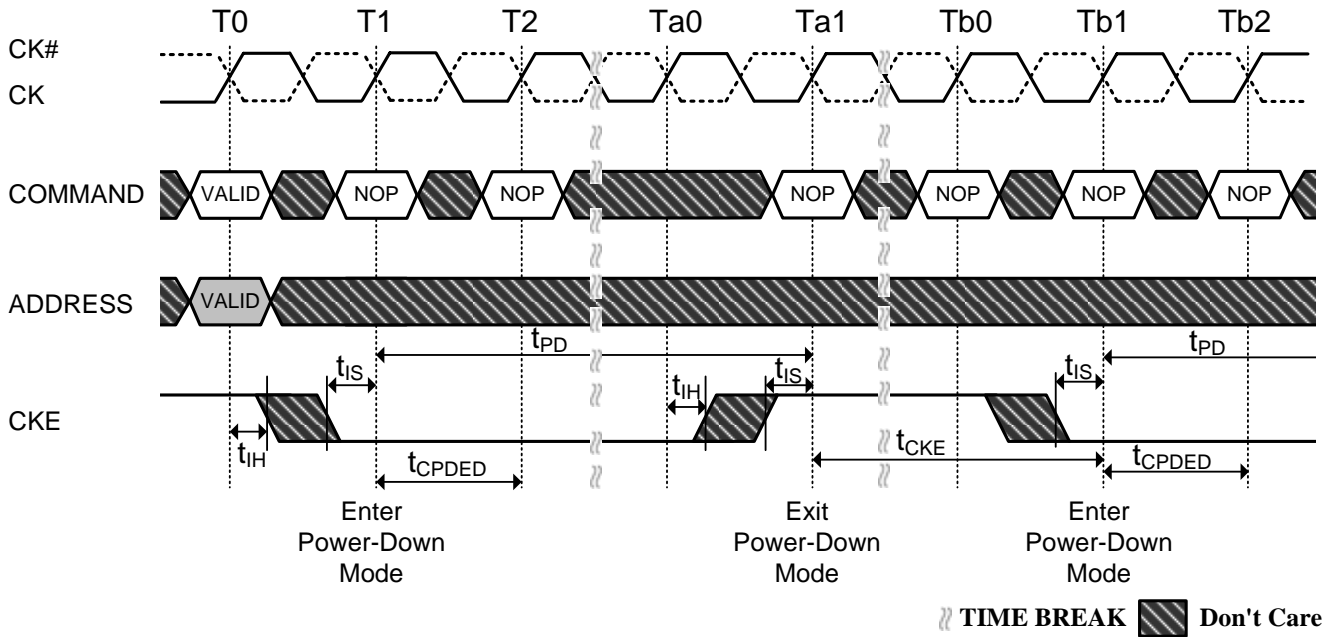 T0 T1 T2 Ta0 Ta1 Tb0 Tb1 Tb2
CK#
CK
COMMAND VALID NOP NOP NOP NOP NOP NOP
ADDRESS VALID
tPD tPD
tIS tIH tIS tIS
CKE
tIH tCPDED tCKE tCPDED
Enter Exit Enter
Power-Down Power-Down Power-Down
Mode Mode Mode
TIME BREAK Don't Care